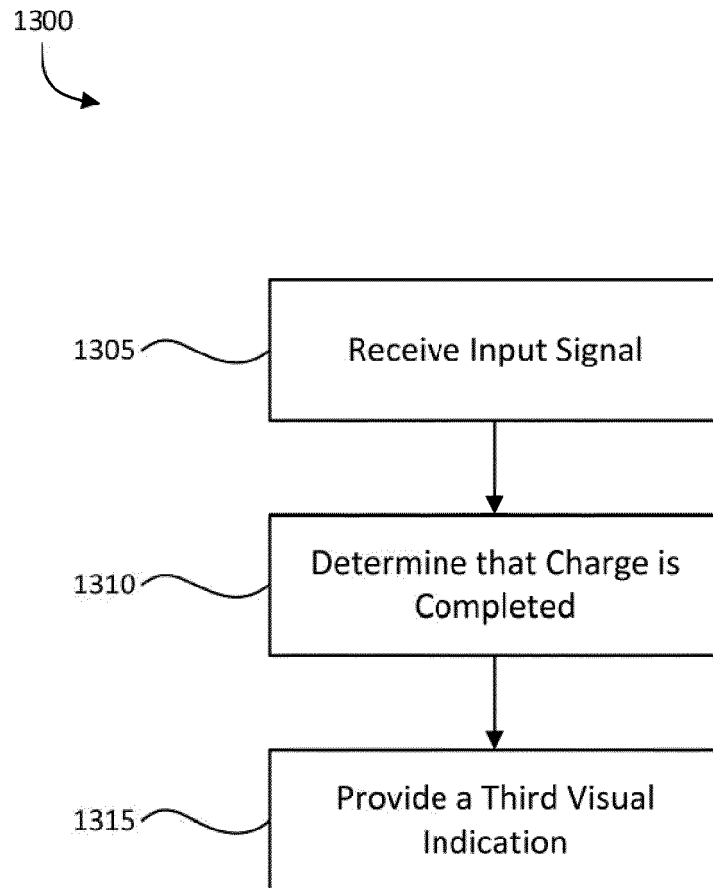 1300
1305
Receive Input Signal
1310
Determine that Charge is
Completed
1315
Provide a Third Visual
Indication